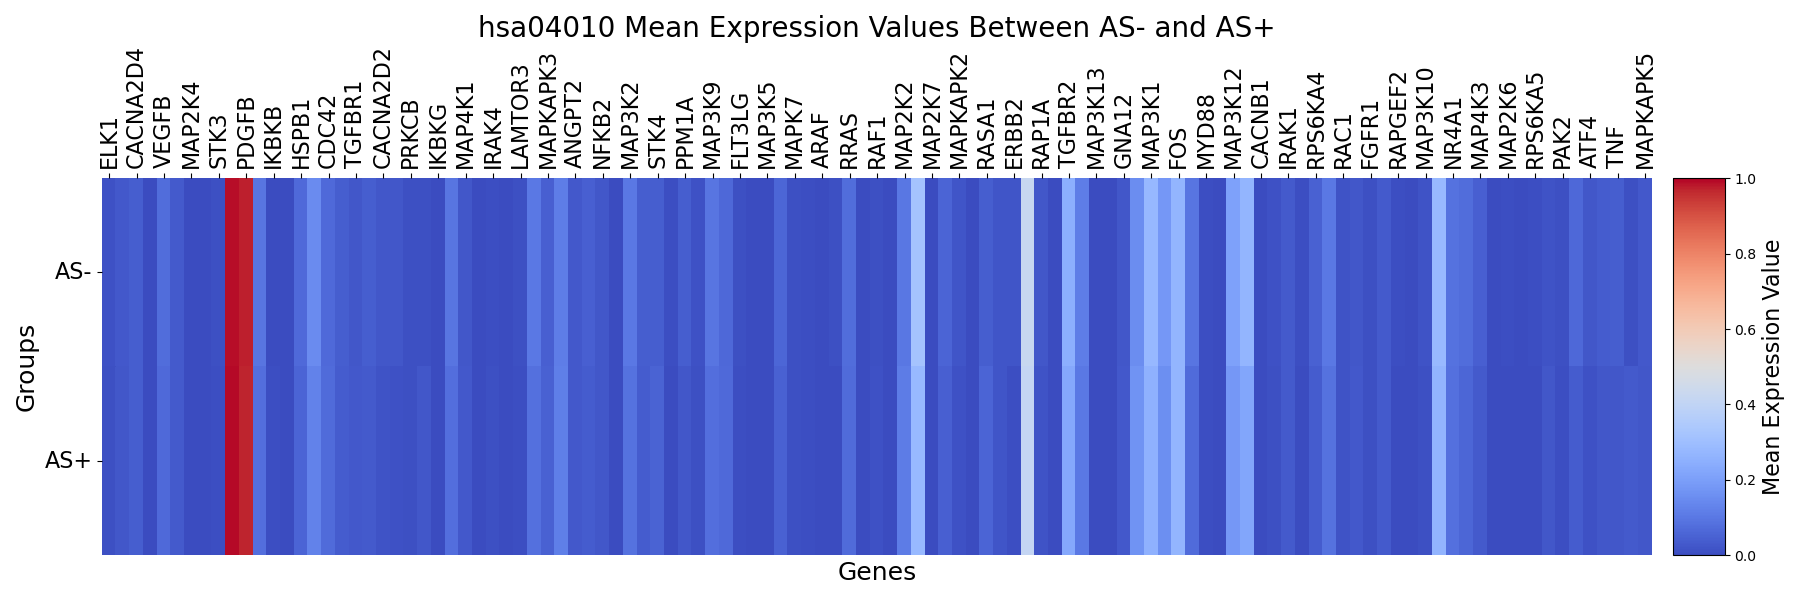 hsa04010 Mean Expression Values Between AS- and AS+
ELK1
CACNA2D4
VEGFB
MAP2K4
STK3
PDGFB
IKBKB
HSPB1
CDC42
TGFBR1
CACNA2D2
PRKCB
IKBKG
MAP4K1
IRAK4
LAMTOR3
MAPKAPK3
ANGPT2
NFKB2
MAP3K2
STK4
PPM1A
MAP3K9
FLT3LG
MAP3K5
MAPK7
ARAF
RRAS
RAF1
MAP2K2
MAP2K7
MAPKAPK2
RASA1
ERBB2
RAP1A
TGFBR2
MAP3K13
GNA12
MAP3K1
FOS
MYD88
MAP3K12
CACNB1
IRAK1
RPS6KA4
RAC1
FGFR1
RAPGEF2
MAP3K10
NR4A1
MAP4K3
MAP2K6
RPS6KA5
PAK2
ATF4
TNF
MAPKAPK5
Groups
AS-
AS+
Genes
1.0
0.8
0.6
0.4
0.2
0.0
Mean Expression Value